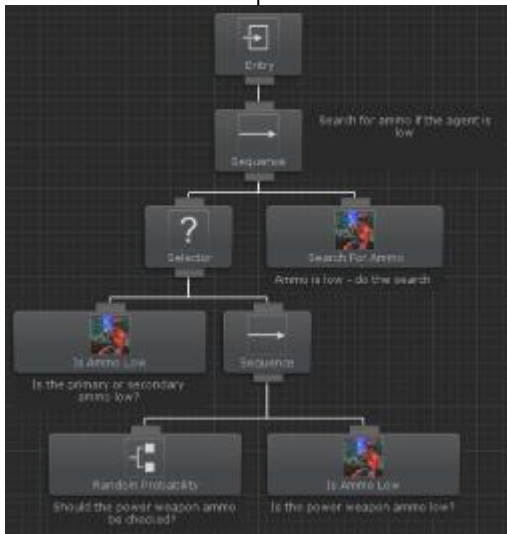 Entry
Search for ammo if the agent is
low
Sequence
Selector
Search For Ammo
Ammo is low - do the search
Is Ammo Low
Sequence
Is the primary or secondary
ammo low?
Random Probability
Is Ammo Low
Should the power weapon ammo
be checked?
Is the power weapon ammo low?